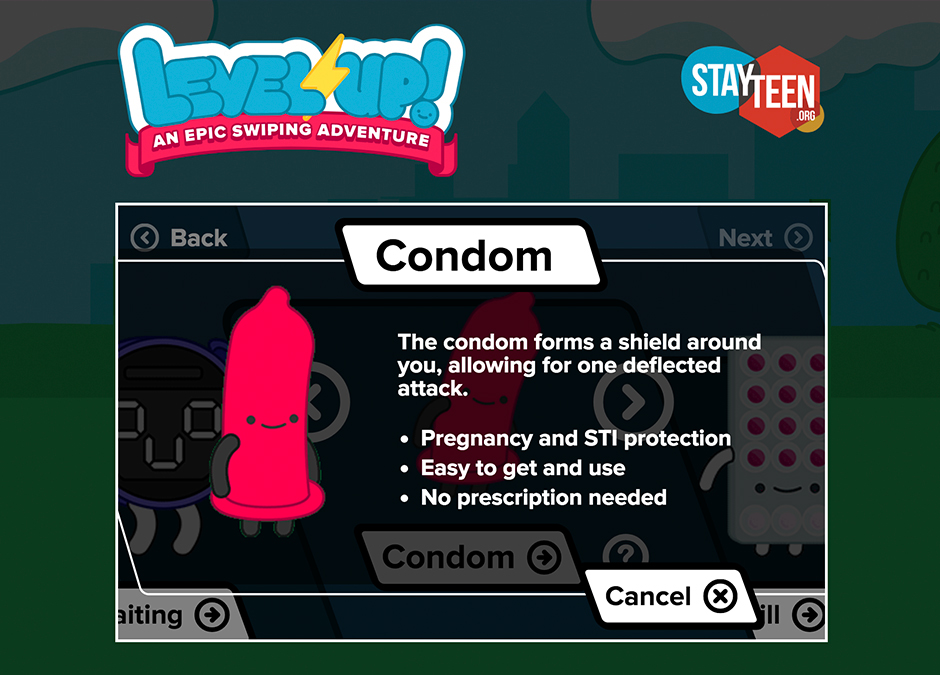 LEVEL UP!
AN EPIC SWIPING ADVENTURE
STAY
TEEN
.ORG
Back
Condom
Next
The condom forms a shield around
you, allowing for one deflected
attack.
• Pregnancy and STI protection
• Easy to get and use
• No prescription needed
Condom
?
Cancel
aiting
ill